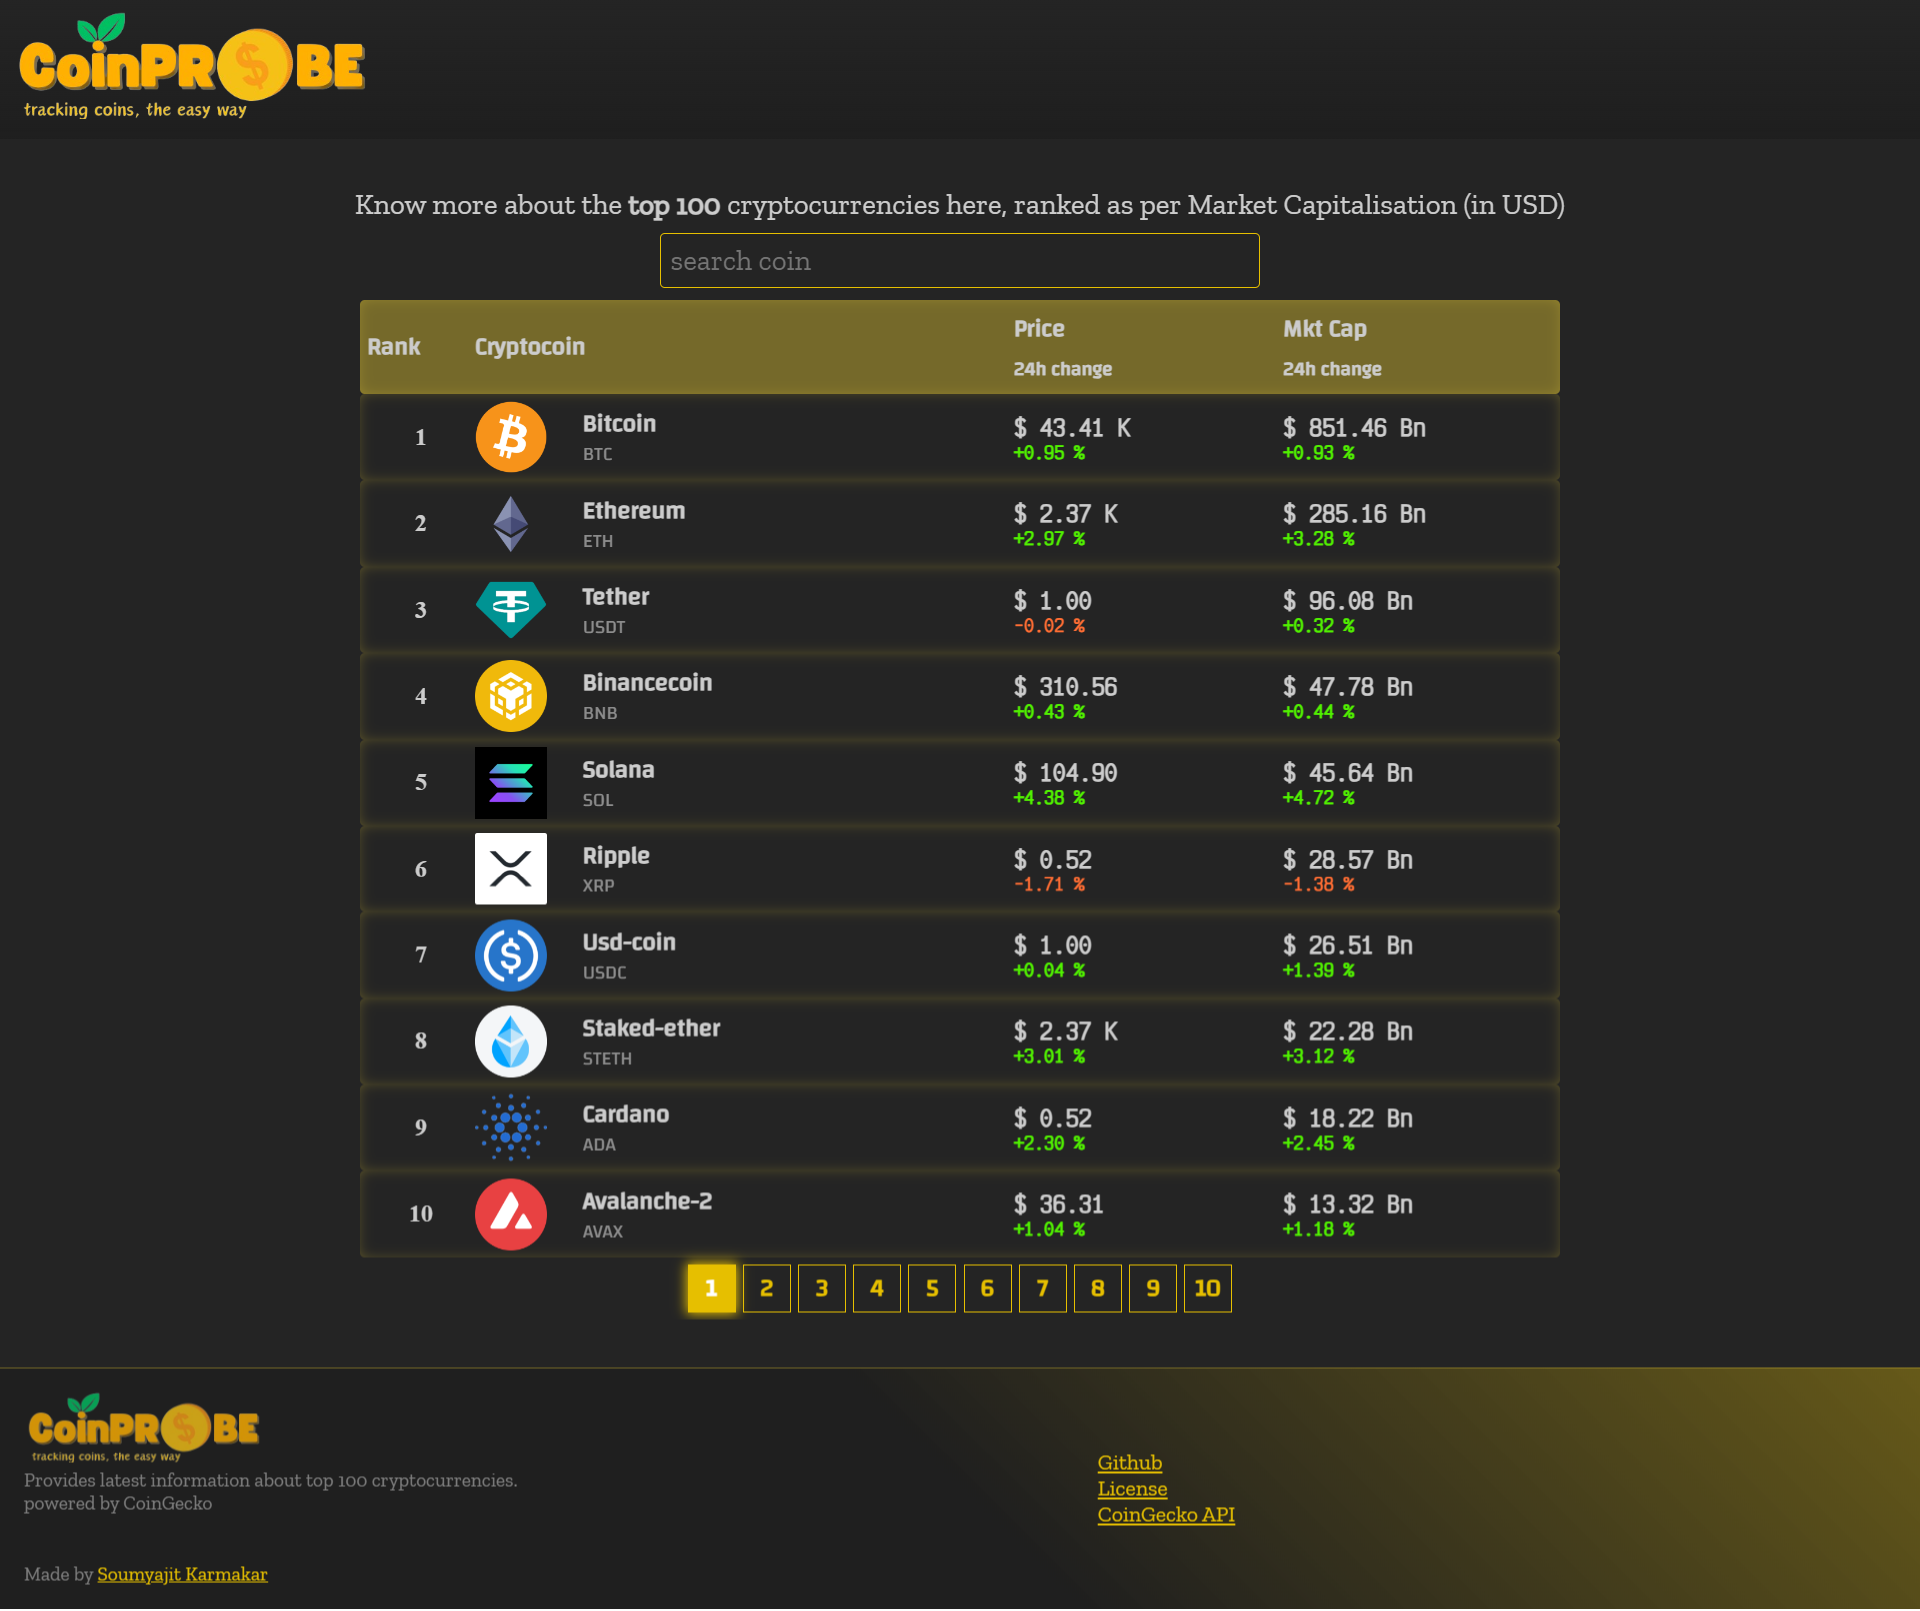 CoinPROBE
tracking coins, the easy way
Know more about the top 100 cryptocurrencies here, ranked as per Market Capitalisation (in USD)
search coin
Rank Cryptocoin Price Mkt Cap
24h change 24h change
1 Bitcoin $ 43.41 K $ 851.46 Bn
BTC +0.95 % +0.93 %
2 Ethereum $ 2.37 K $ 285.16 Bn
ETH +2.97 % +3.28 %
3 Tether $ 1.00 $ 96.08 Bn
USDT -0.02 % +0.32 %
4 Binancecoin $ 310.56 $ 47.78 Bn
BNB +0.43 % +0.44 %
5 Solana $ 104.90 $ 45.64 Bn
SOL +4.38 % +4.72 %
6 Ripple $ 0.52 $ 28.57 Bn
XRP -1.71 % -1.38 %
7 Usd-coin $ 1.00 $ 26.51 Bn
USDC +0.04 % +1.39 %
8 Staked-ether $ 2.37 K $ 22.28 Bn
STETH +3.01 % +3.12 %
9 Cardano $ 0.52 $ 18.22 Bn
ADA +2.30 % +2.45 %
10 Avalanche-2 $ 36.31 $ 13.32 Bn
AVAX +1.04 % +1.18 %
1 2 3 4 5 6 7 8 9 10
CoinPROBE
tracking coins, the easy way
Provides latest information about top 100 cryptocurrencies.
powered by CoinGecko
Github
License
CoinGecko API
Made by Soumyajit Karmakar